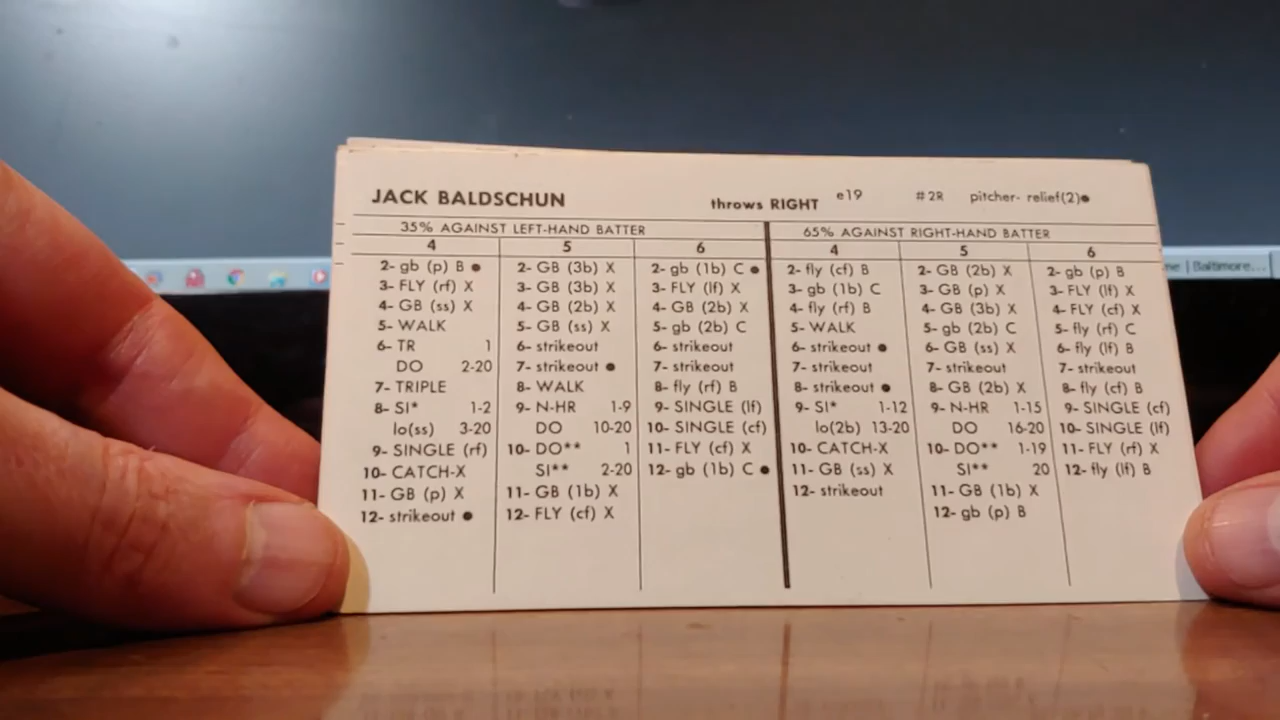 JACK BALDSCHUN throws RIGHT e19 #2R pitcher- relief(2)●
35% AGAINST LEFT-HAND BATTER 65% AGAINST RIGHT-HAND BATTER
4 5 6 4 5 6
2- gb (p) B ● 2- GB (3b) X 2- gb (1b) C ● 2- fly (cf) B 2- GB (2b) X 2- gb (p) B
3- FLY (rf) X 3- GB (3b) X 3- FLY (lf) X 3- gb (1b) C 3- GB (p) X 3- FLY (lf) X
4- GB (ss) X 4- GB (2b) X 4- GB (2b) X 4- fly (rf) B 4- GB (3b) X 4- FLY (cf) X
5- WALK 5- GB (ss) X 5- gb (2b) C 5- WALK 5- gb (2b) C 5- fly (rf) C
6- TR 1 6- strikeout 6- strikeout 6- strikeout ● 6- GB (ss) X 6- fly (lf) B
DO 2-20 7- strikeout ● 7- strikeout 7- strikeout 7- strikeout 7- strikeout
7- TRIPLE 8- WALK 8- fly (rf) B 8- strikeout ● 8- GB (2b) X 8- fly (cf) B
8- SI* 1-2 9- N-HR 1-9 9- SINGLE (lf) 9- SI* 1-12 9- N-HR 1-15 9- SINGLE (cf)
lo(ss) 3-20 DO 10-20 10- SINGLE (cf) lo(2b) 13-20 DO 16-20 10- SINGLE (lf)
9- SINGLE (rf) 10- DO** 1 11- FLY (cf) X 10- CATCH-X 10- DO** 1-19 11- FLY (rf) X
10- CATCH-X SI** 2-20 12- gb (1b) C ● 11- GB (ss) X SI** 20 12- fly (lf) B
11- GB (p) X 11- GB (1b) X 12- strikeout 11- GB (1b) X
12- strikeout ● 12- FLY (cf) X 12- gb (p) B
me | Baltimore...